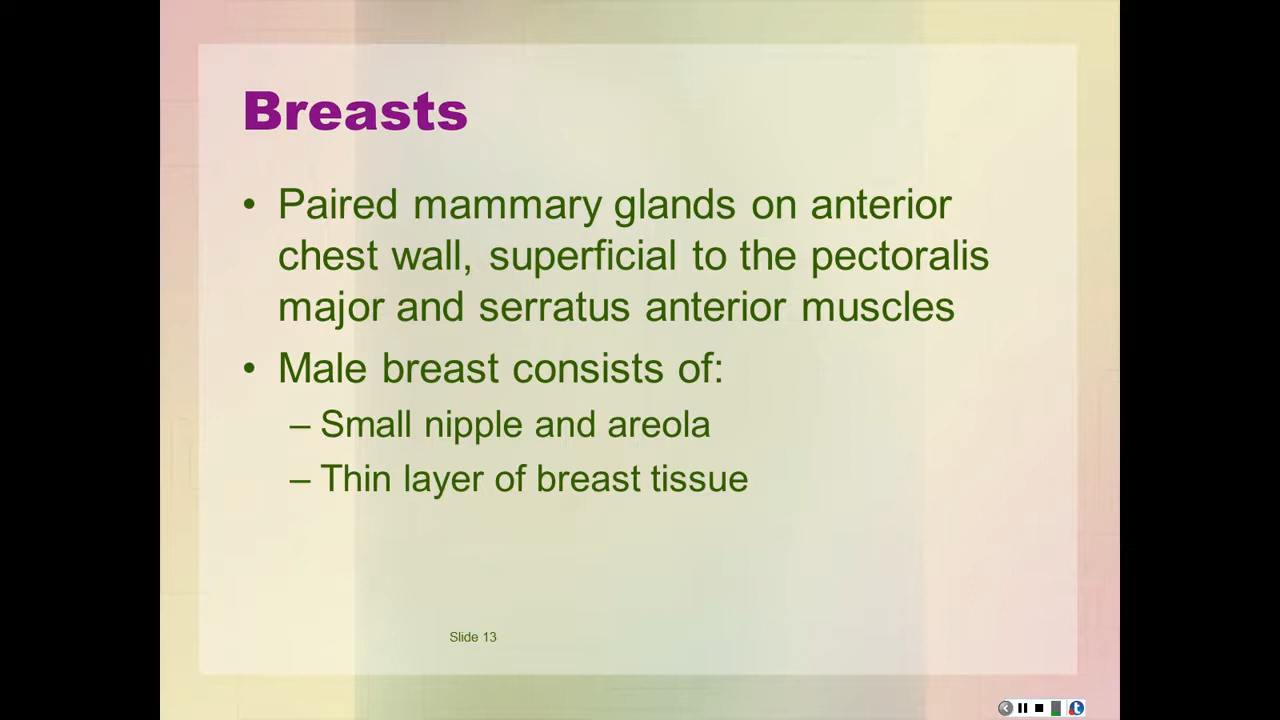 Breasts
• Paired mammary glands on anterior
chest wall, superficial to the pectoralis
major and serratus anterior muscles
• Male breast consists of:
– Small nipple and areola
– Thin layer of breast tissue
Slide 13